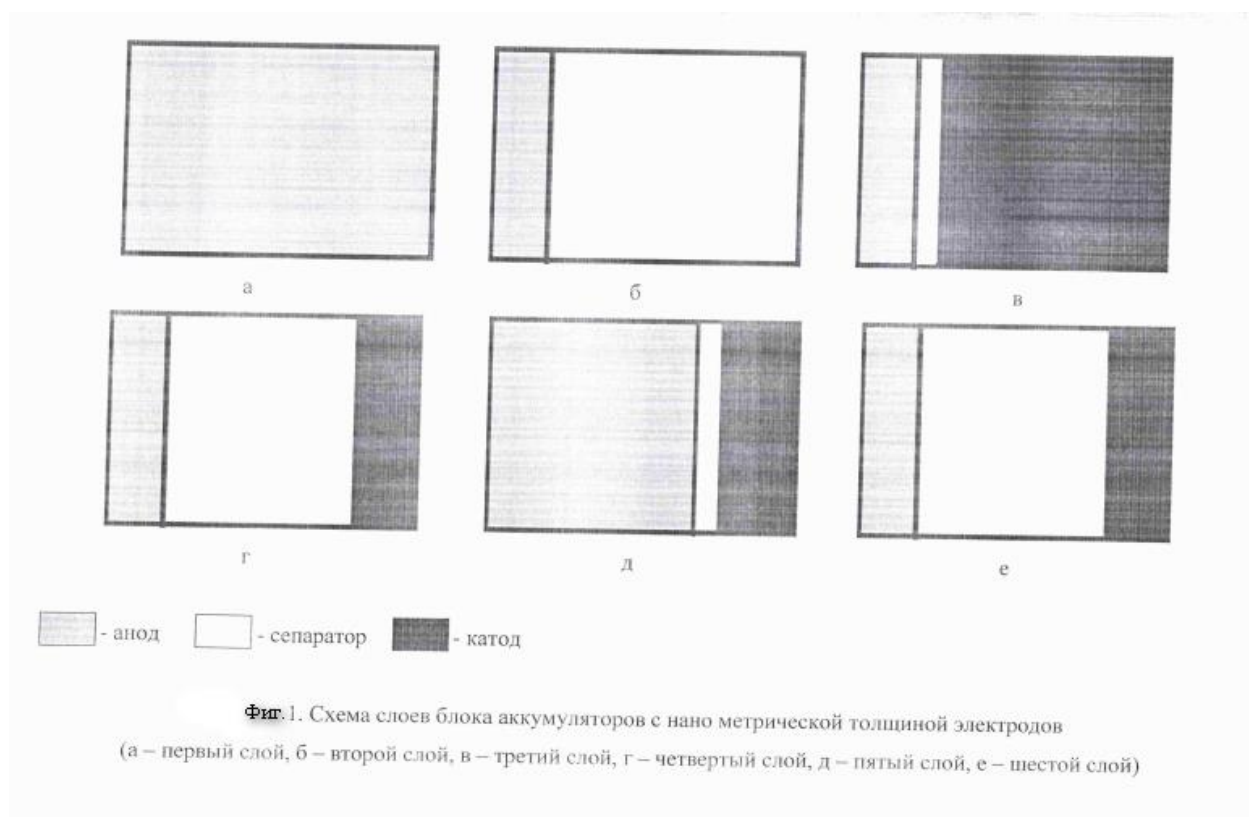 а
б
в
г
д
е
- анод
- сепаратор
- катод
Фиг.1. Схема слоев блока аккумуляторов с нано метрической толщиной электродов
(а – первый слой, б – второй слой, в – третий слой, г – четвертый слой, д – пятый слой, е – шестой слой)